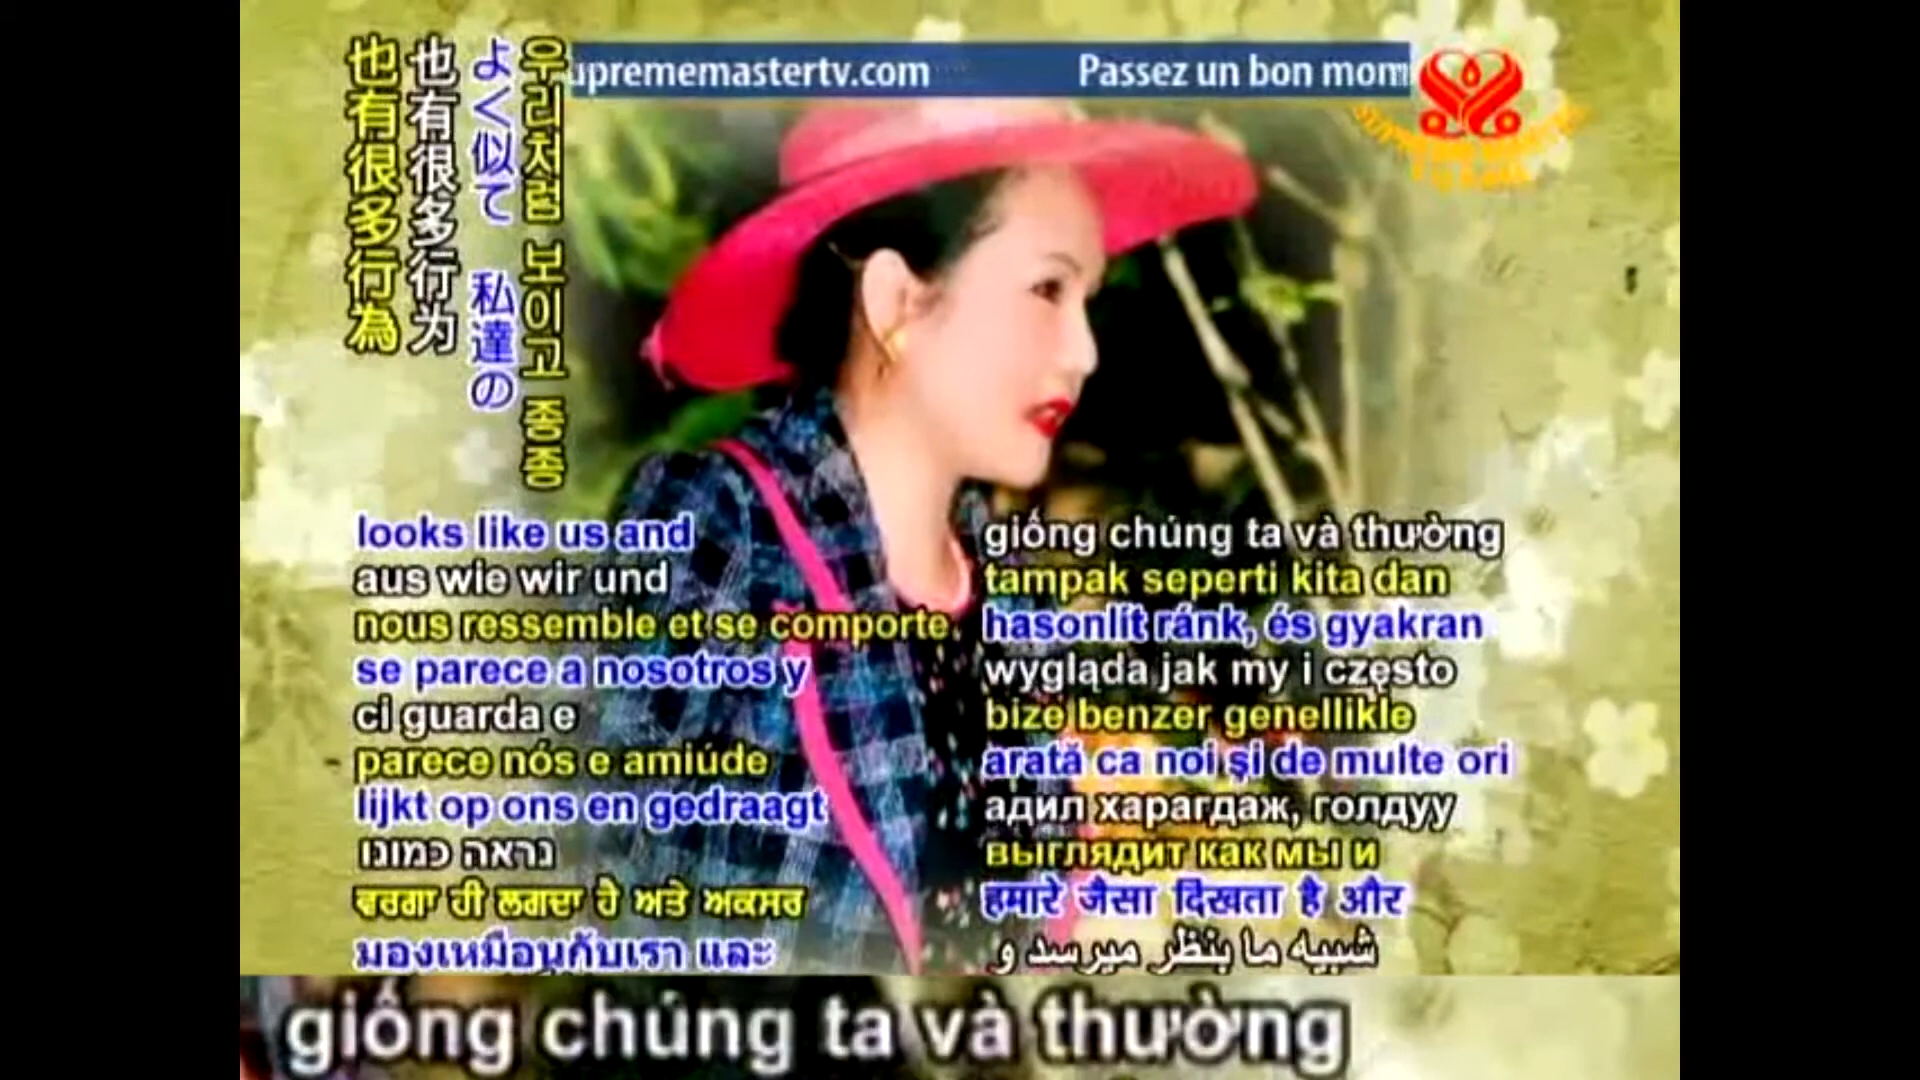 upremem​astertv.com Passez un bon mom
也有很多行為
也有很多行为
よく似て 私達の
우리처럼 보이고 종종
looks like us and
aus wie wir und
nous ressemble et se comporte.
se parece a nosotros y
ci guarda e
parece nós e amiúde
lijkt op ons en gedraagt
נראה כמונו
ਵਰਗਾ ਹੀ ਲਗਦਾ ਹੈ ਅਤੇ ਅਕਸਰ
มองเหมือนกับเรา และ
giống chúng ta và thường
tampak seperti kita dan
hasonlít ránk, és gyakran
wygląda jak my i często
bize benzer genellikle
arată ca noi şi de multe ori
адил харагдаж, голдуу
выглядит как мы и
हमारे जैसा दिखता है और
شبیه ما بنظر میرسد و
giống chúng ta và thường